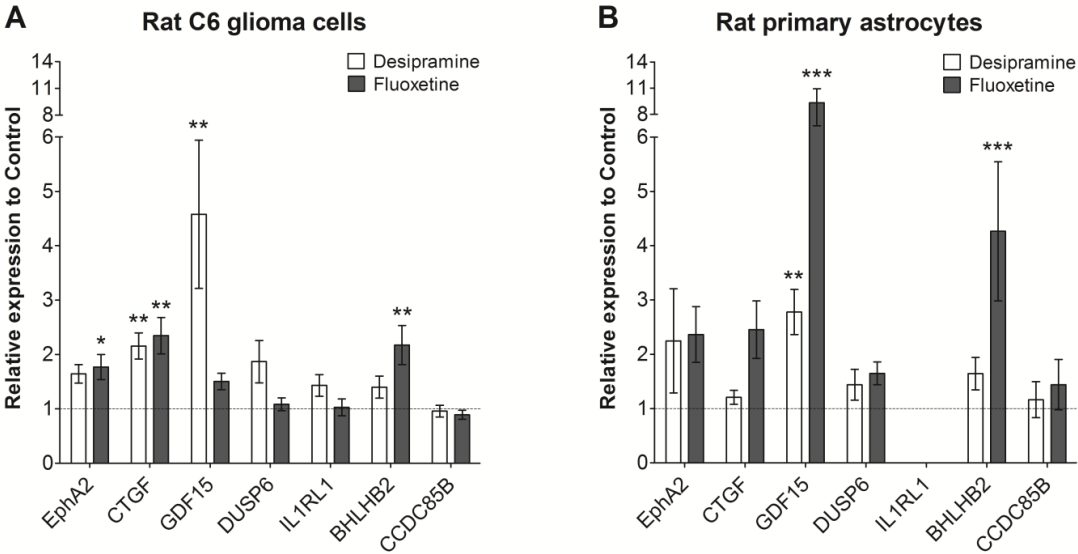 A
Rat C6 glioma cells
Desipramine
Fluoxetine
Relative expression to Control
14
11
8
6
5
4
3
2
1
0
*
**
**
**
**
EphA2
CTGF
GDF15
DUSP6
IL1RL1
BHLHB2
CCDC85B
B
Rat primary astrocytes
Desipramine
Fluoxetine
Relative expression to Control
14
11
8
6
5
4
3
2
1
0
**
***
***
EphA2
CTGF
GDF15
DUSP6
IL1RL1
BHLHB2
CCDC85B